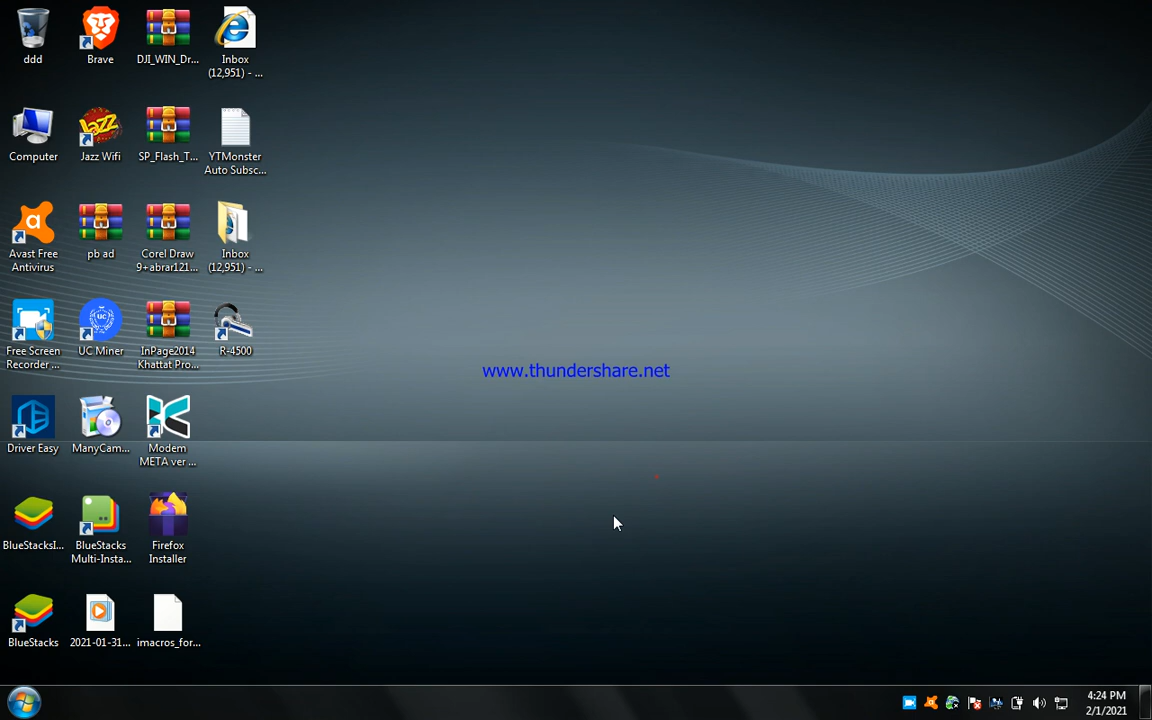 ddd
Brave
DJI_WIN_Dr...
Inbox
(12,951) - ...
Computer
Jazz Wifi
SP_Flash_T...
YTMonster
Auto Subsc...
Avast Free
Antivirus
pb ad
Corel Draw
9+abrar121...
Inbox
(12,951) - ...
Free Screen
Recorder ...
UC Miner
InPage2014
Khattat Pro...
R-4500
www.thundershare.net
Driver Easy
ManyCam...
Modem
META ver ...
BlueStacksI...
BlueStacks
Multi-Insta...
Firefox
Installer
BlueStacks
2021-01-31...
imacros_for...
4:24 PM
2/1/2021